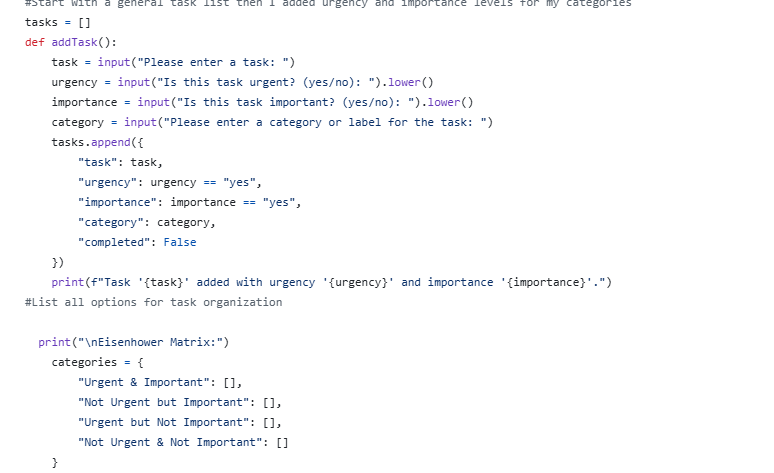 #Start with a general task list then I added urgency and importance levels for my categories
tasks = []
def addTask():
    task = input("Please enter a task: ")
    urgency = input("Is this task urgent? (yes/no): ").lower()
    importance = input("Is this task important? (yes/no): ").lower()
    category = input("Please enter a category or label for the task: ")
    tasks.append({
        "task": task,
        "urgency": urgency == "yes",
        "importance": importance == "yes",
        "category": category,
        "completed": False
    })
    print(f"Task '{task}' added with urgency '{urgency}' and importance '{importance}'.")
#List all options for task organization

  print("\nEisenhower Matrix:")
    categories = {
        "Urgent & Important": [],
        "Not Urgent but Important": [],
        "Urgent but Not Important": [],
        "Not Urgent & Not Important": []
    }